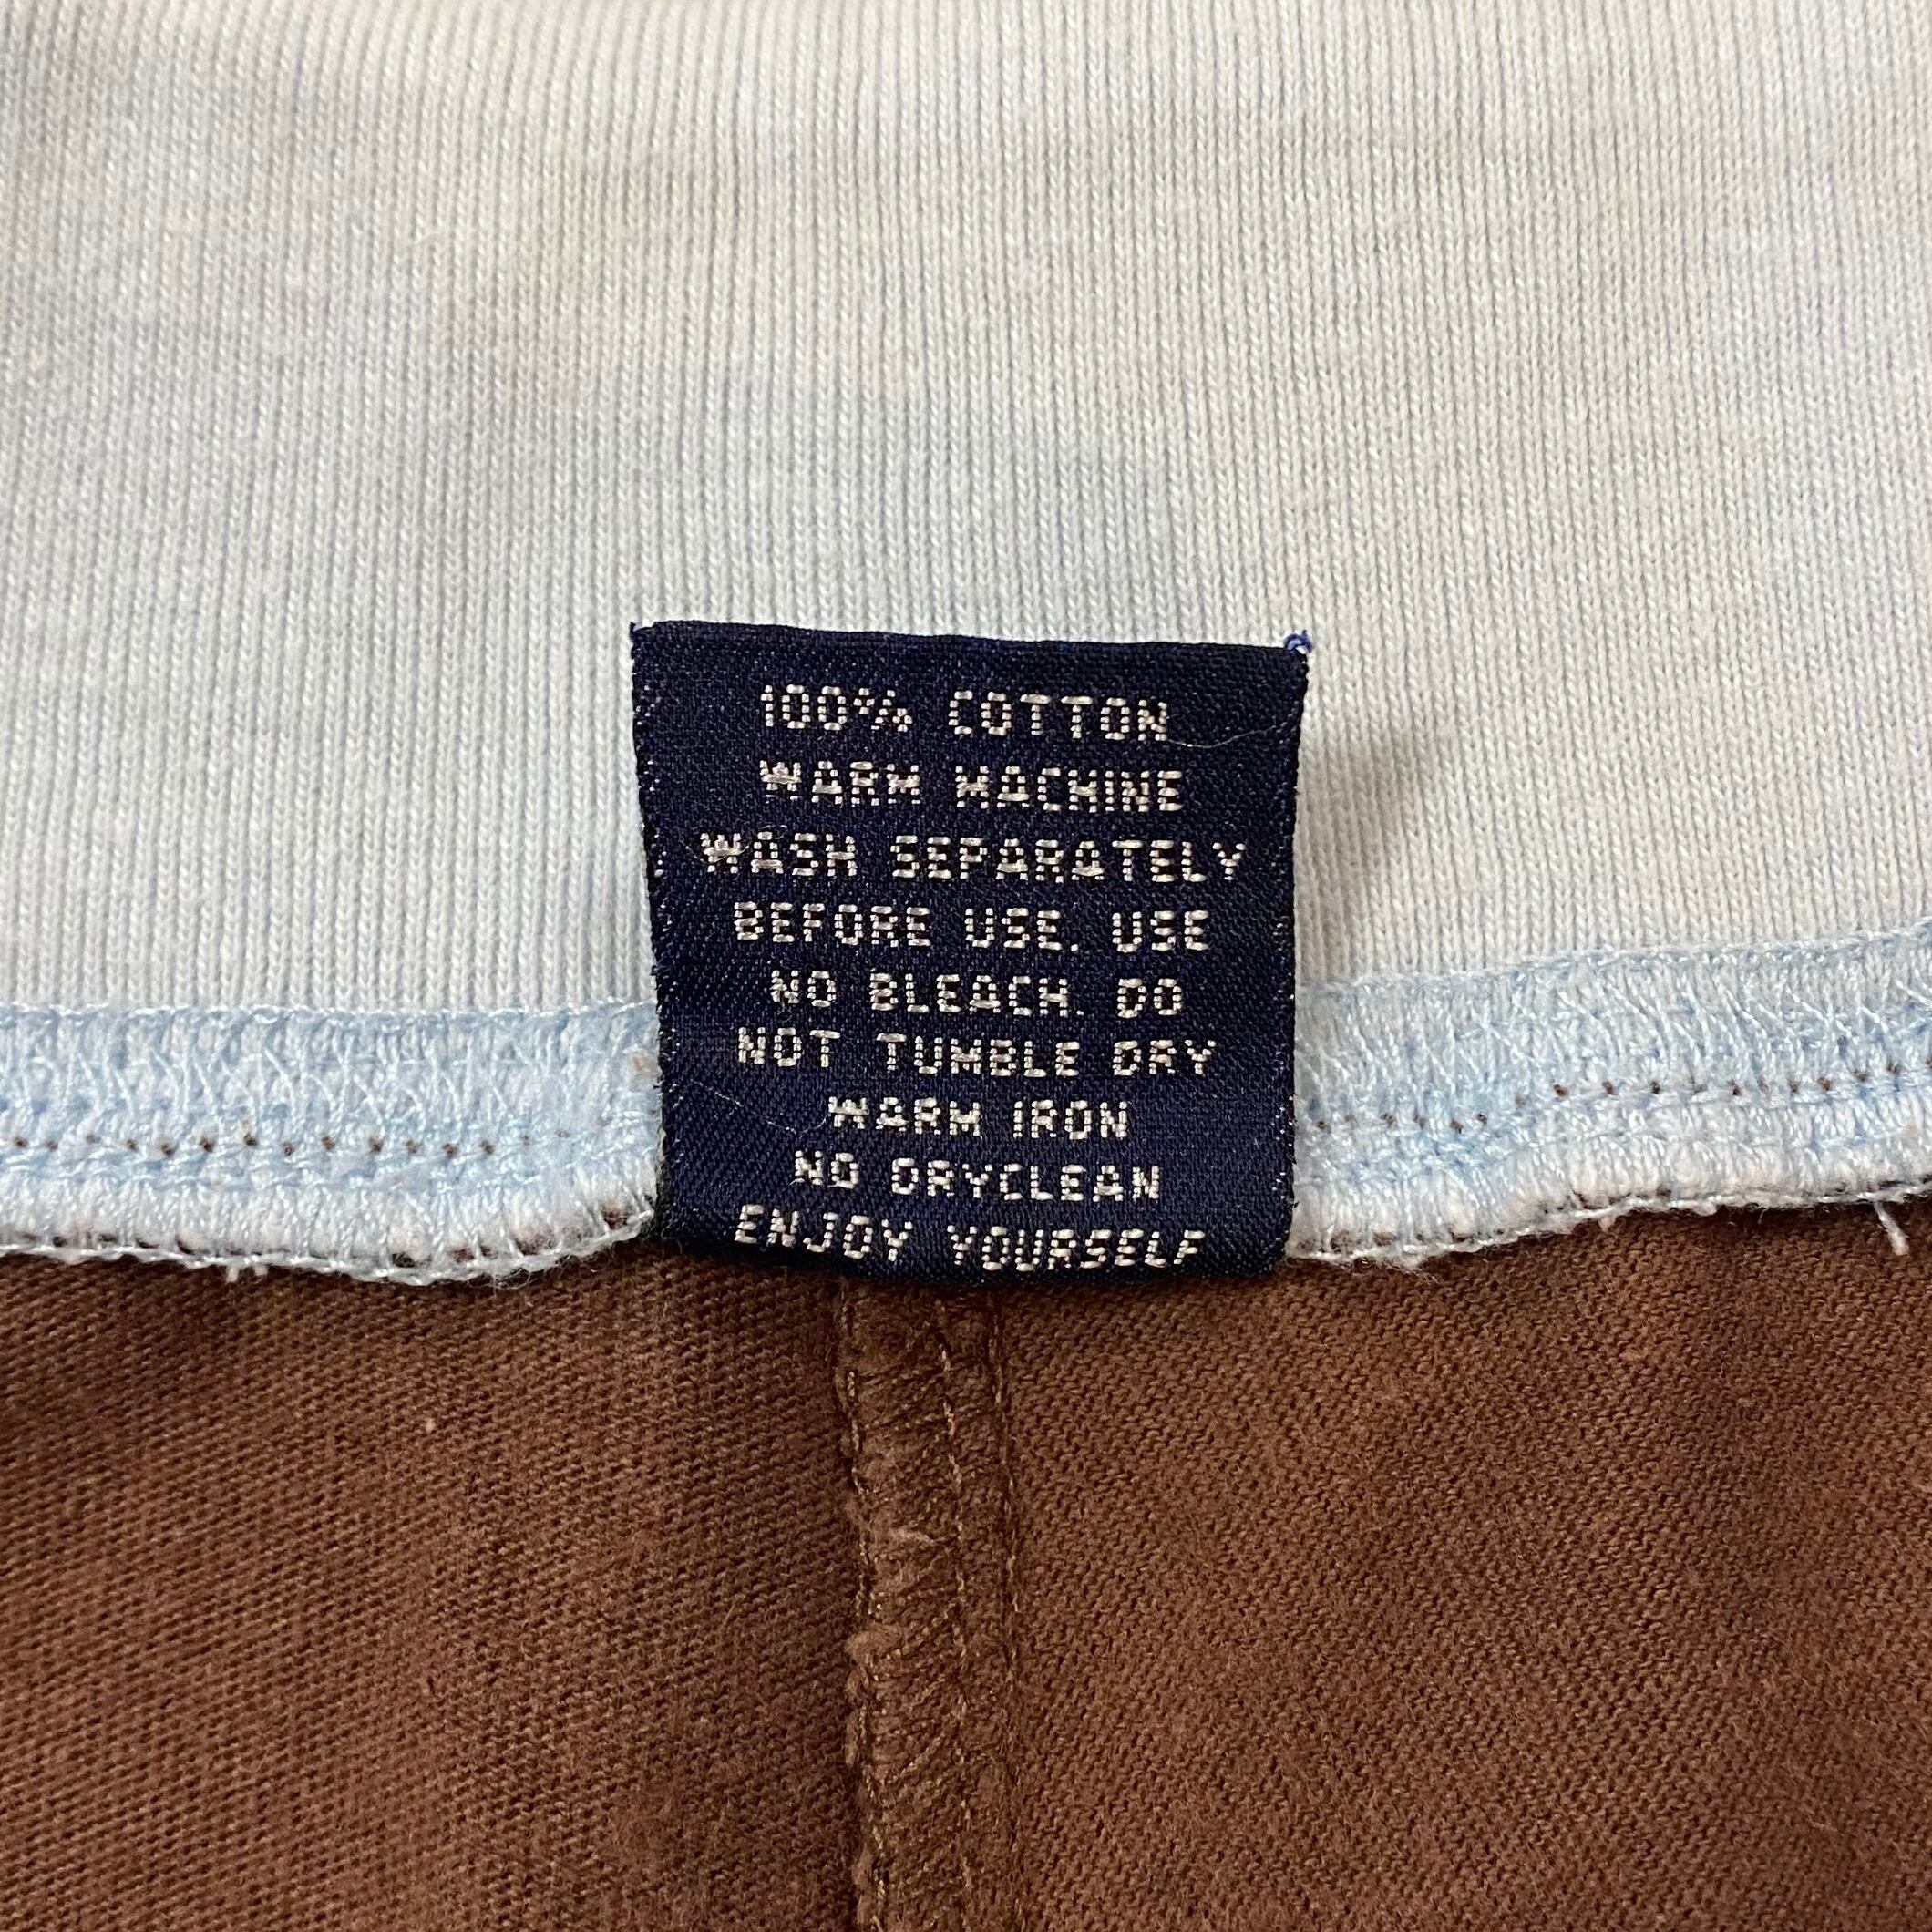 100% COTTON
WARM MACHINE
WASH SEPARATELY
BEFORE USE. USE
NO BLEACH. DO
NOT TUMBLE DRY
WARM IRON
NO DRYCLEAN
ENJOY YOURSELF